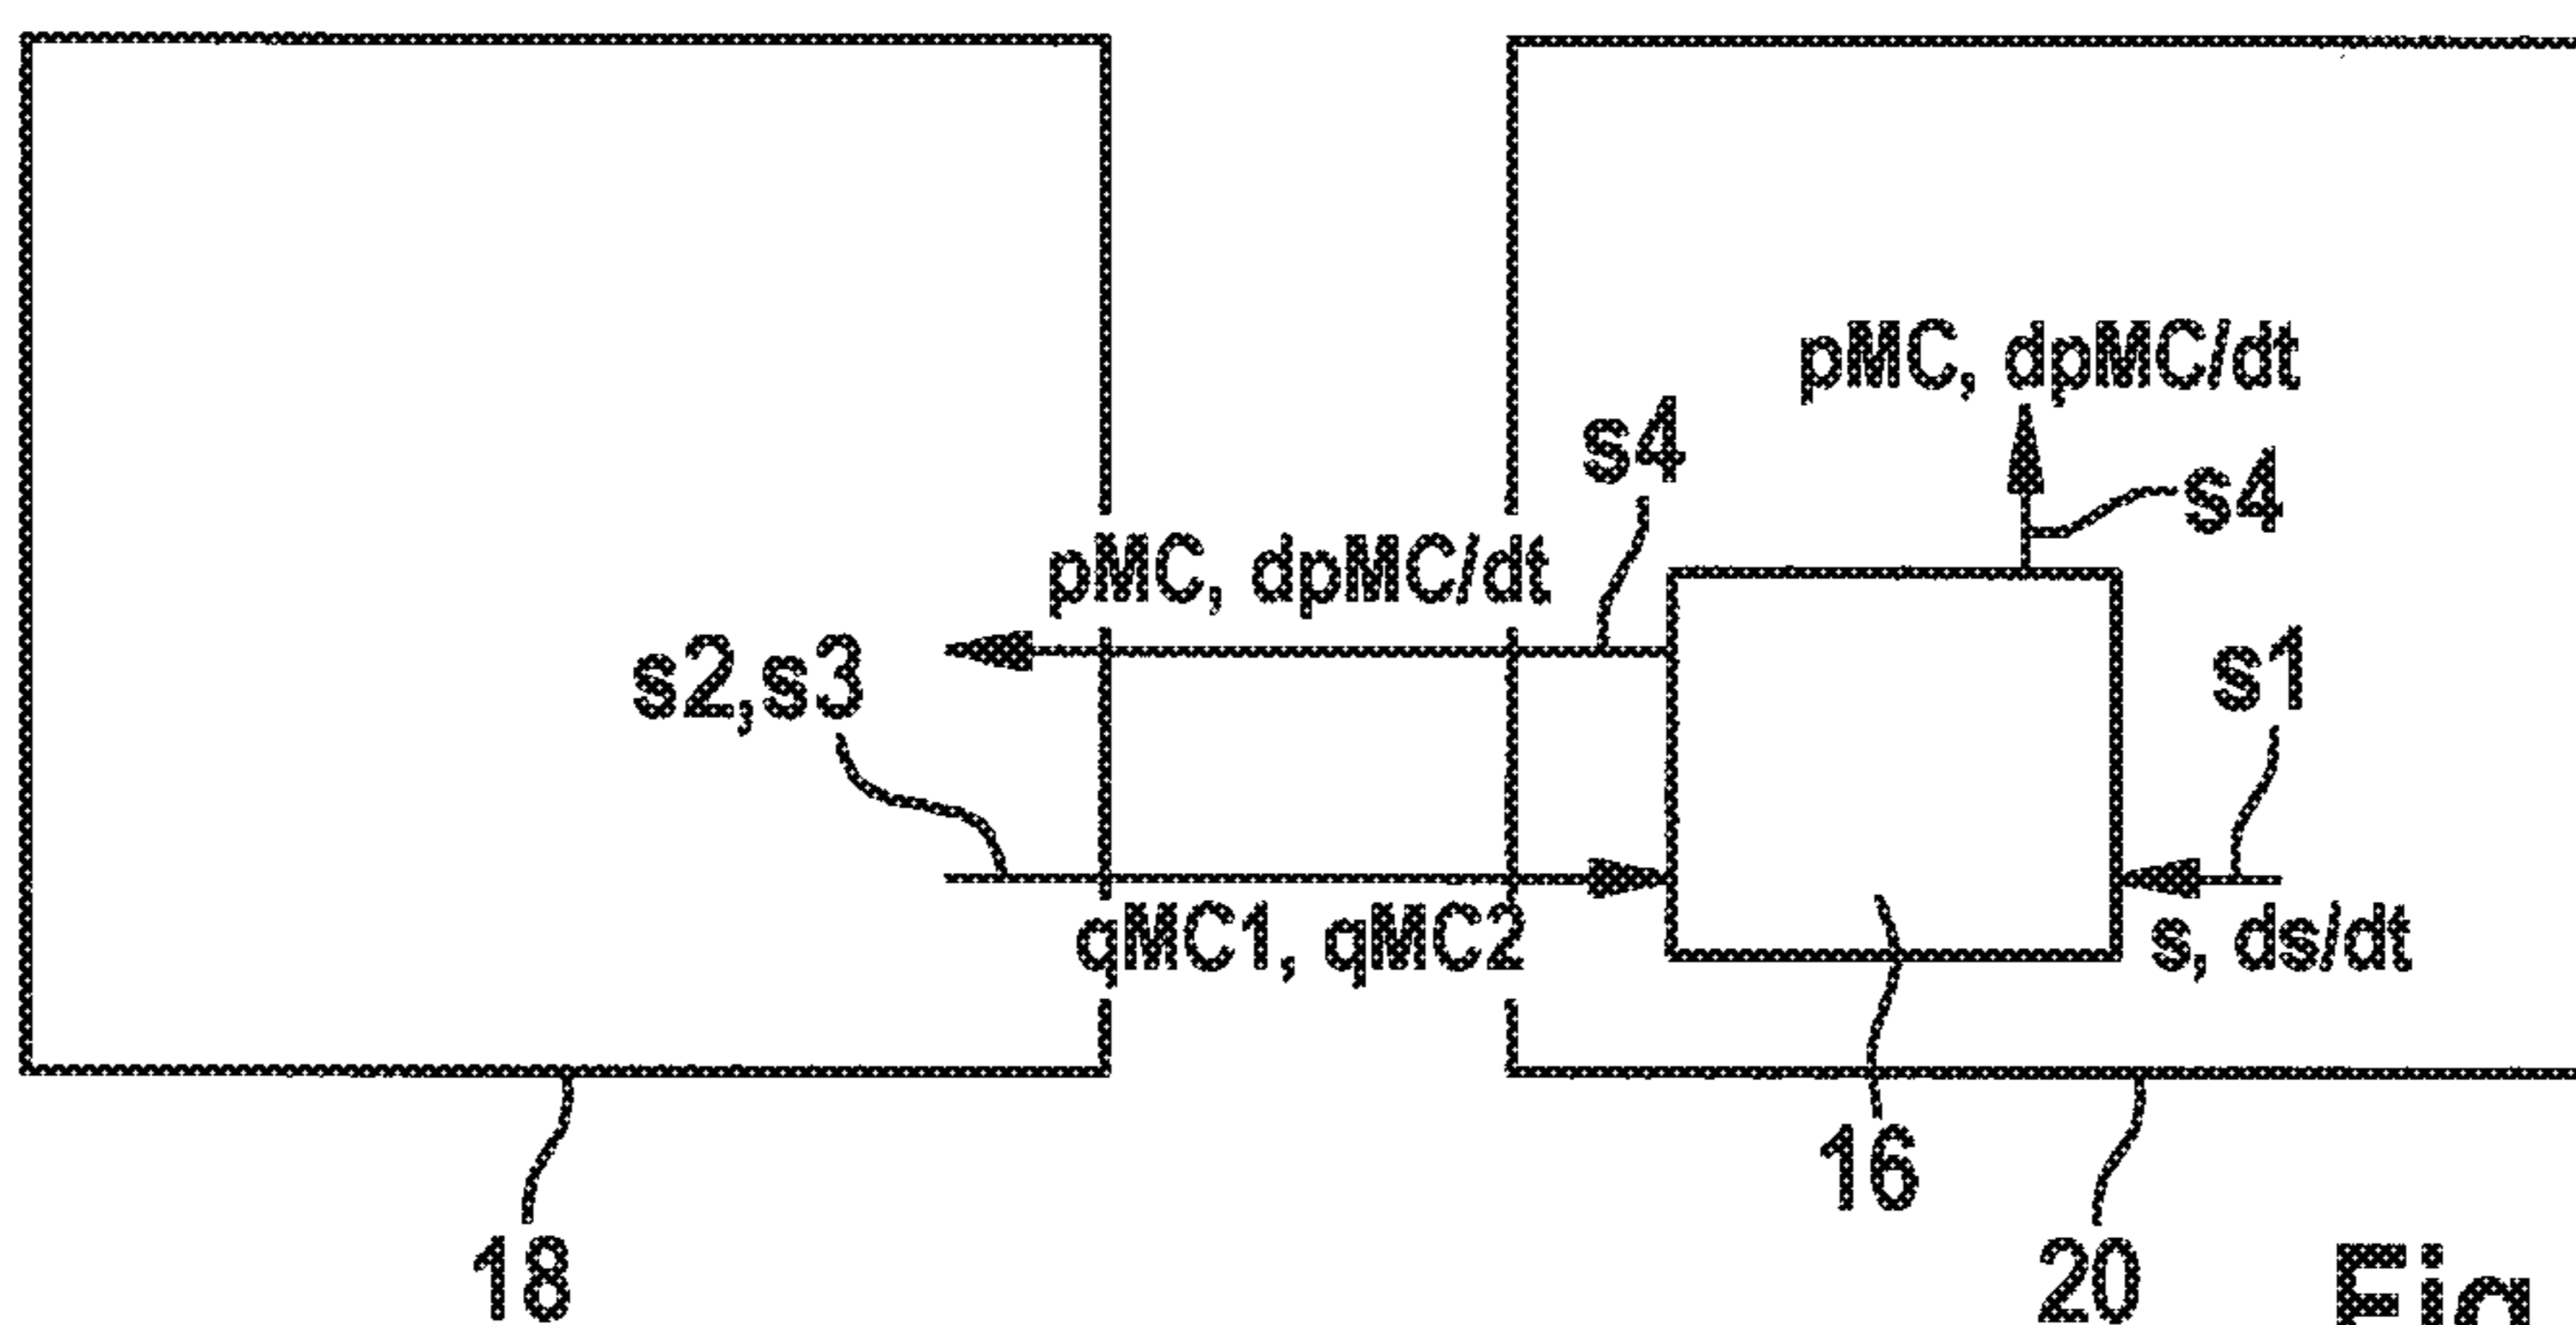 pMC, dpMC/dt
s4
s4
pMC, dpMC/dt
s2,s3
s1
qMC1, qMC2
s, ds/dt
16
18
20
Fig